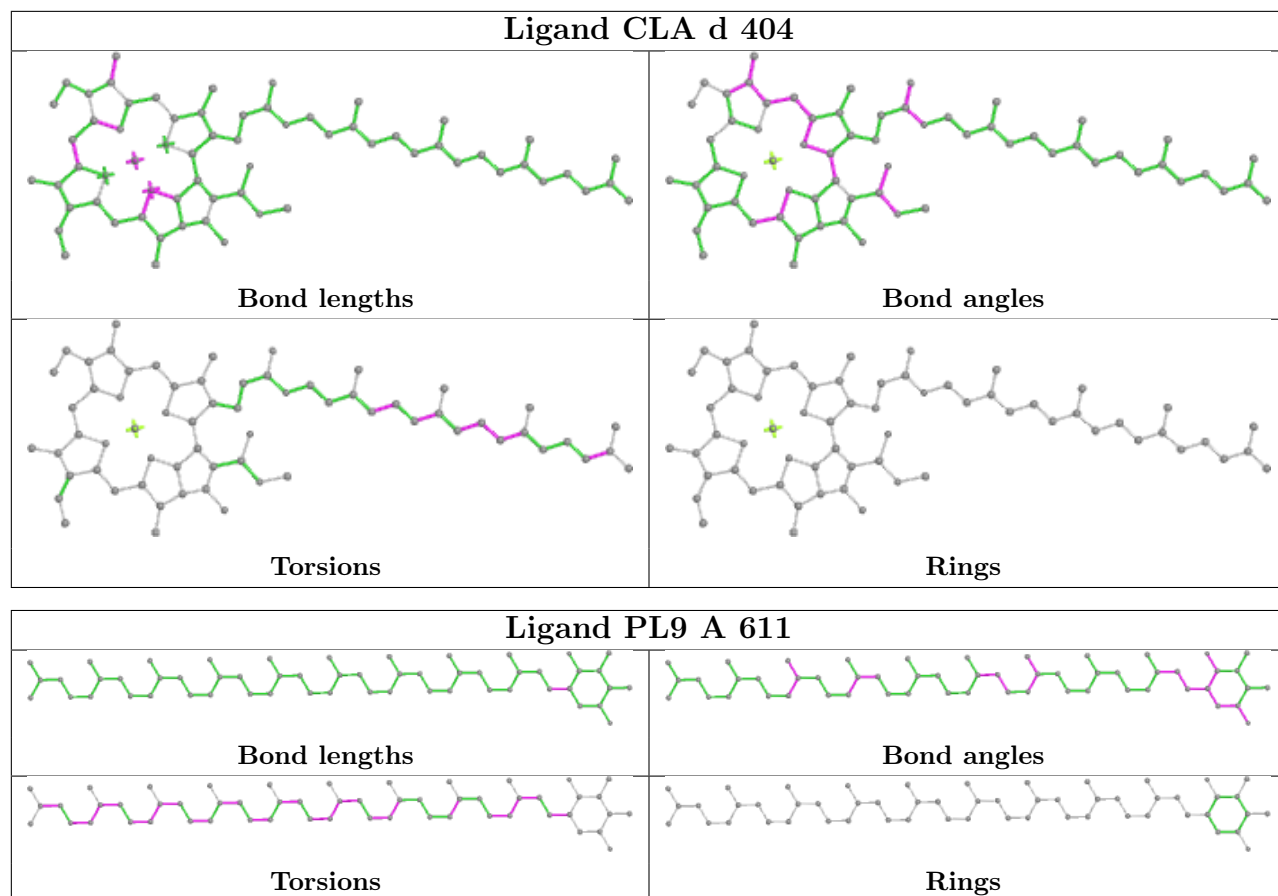 Ligand CLA d 404
Bond lengths
Bond angles
Torsions
Rings
Ligand PL9 A 611
Bond lengths
Bond angles
Torsions
Rings